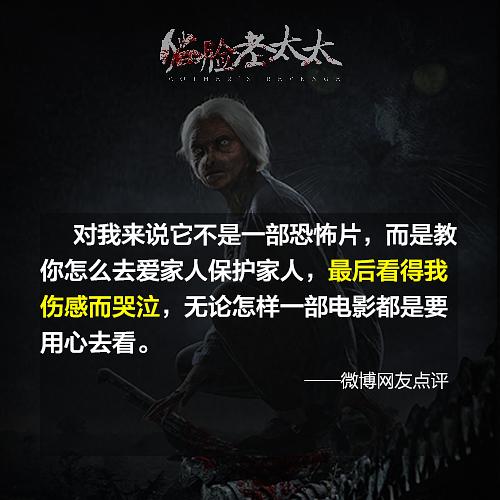 猫脸老太太
对我来说它不是一部恐怖片，而是教
你怎么去爱家人保护家人，最后看得我
伤感而哭泣，无论怎样一部电影都是要
用心去看。
——微博网友点评